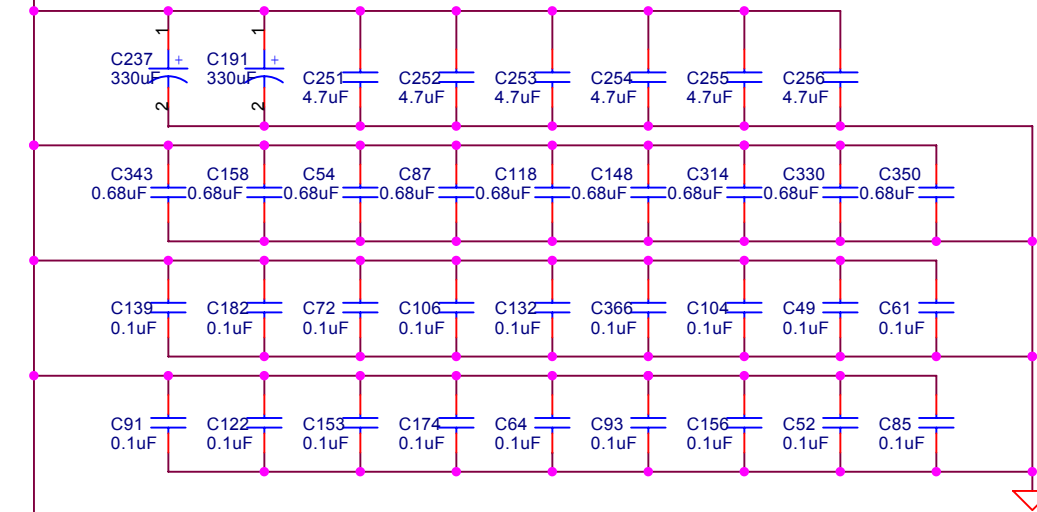 1 1
C237 + C191 +
330uF 330uF C251 C252 C253 C254 C255 C256
4.7uF 4.7uF 4.7uF 4.7uF 4.7uF 4.7uF
2 2
C343 C158 C54 C87 C118 C148 C314 C330 C350
0.68uF 0.68uF 0.68uF 0.68uF 0.68uF 0.68uF 0.68uF 0.68uF 0.68uF
C139 C182 C72 C106 C132 C366 C104 C49 C61
0.1uF 0.1uF 0.1uF 0.1uF 0.1uF 0.1uF 0.1uF 0.1uF 0.1uF
C91 C122 C153 C174 C64 C93 C156 C52 C85
0.1uF 0.1uF 0.1uF 0.1uF 0.1uF 0.1uF 0.1uF 0.1uF 0.1uF